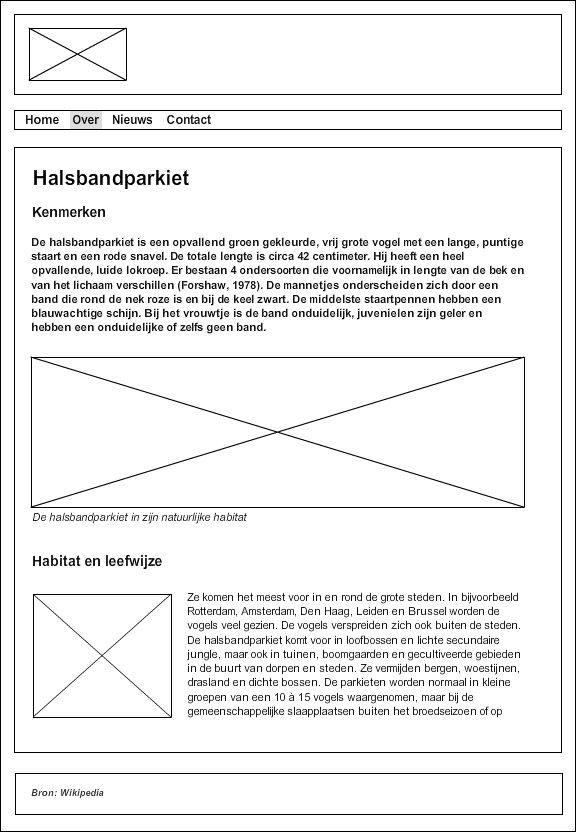 Home Over Nieuws Contact
Halsbandparkiet
Kenmerken
De halsbandparkiet is een opvallend groen gekleurde, vrij grote vogel met een lange, puntige
staart en een rode snavel. De totale lengte is circa 42 centimeter. Hij heeft een heel
opvallende, luide lokroep. Er bestaan 4 ondersoorten die voornamelijk in lengte van de bek en
van het lichaam verschillen (Forshaw, 1978). De mannetjes onderscheiden zich door een
band die rond de nek roze is en bij de keel zwart. De middelste staartpennen hebben een
blauwachtige schijn. Bij het vrouwtje is de band onduidelijk, juvenielen zijn geler en
hebben een onduidelijke of zelfs geen band.
De halsbandparkiet in zijn natuurlijke habitat
Habitat en leefwijze
Ze komen het meest voor in en rond de grote steden. In bijvoorbeeld
Rotterdam, Amsterdam, Den Haag, Leiden en Brussel worden de
vogels veel gezien. De vogels verspreiden zich ook buiten de steden.
De halsbandparkiet komt voor in loofbossen en lichte secundaire
jungle, maar ook in tuinen, boomgaarden en gecultiveerde gebieden
in de buurt van dorpen en steden. Ze vermijden bergen, woestijnen,
drasland en dichte bossen. De parkieten worden normaal in kleine
groepen van een 10 à 15 vogels waargenomen, maar bij de
gemeenschappelijke slaapplaatsen buiten het broedseizoen of op
Bron: Wikipedia